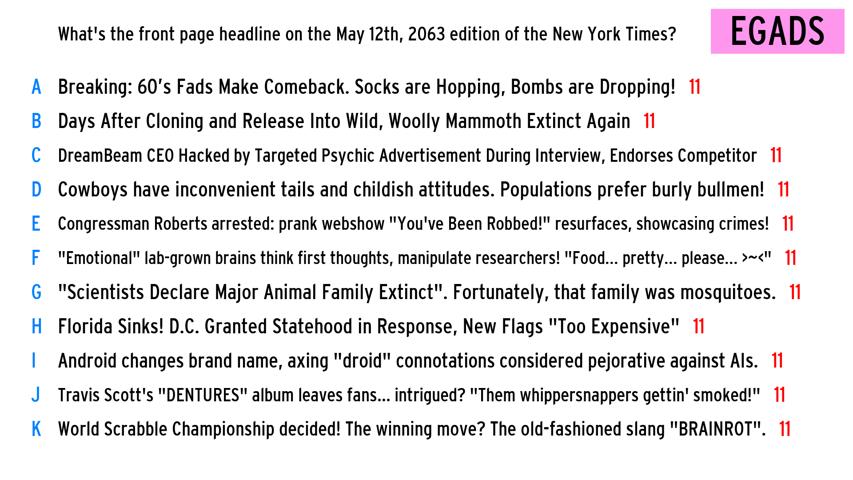 What's the front page headline on the May 12th, 2063 edition of the New York Times?
EGADS
A Breaking: 60's Fads Make Comeback. Socks are Hopping, Bombs are Dropping! 11
B Days After Cloning and Release Into Wild, Woolly Mammoth Extinct Again 11
C DreamBeam CEO Hacked by Targeted Psychic Advertisement During Interview, Endorses Competitor 11
D Cowboys have inconvenient tails and childish attitudes. Populations prefer burly bullmen! 11
E Congressman Roberts arrested: prank webshow "You've Been Robbed!" resurfaces, showcasing crimes! 11
F "Emotional" lab-grown brains think first thoughts, manipulate researchers! "Food... pretty... please... >~<" 11
G "Scientists Declare Major Animal Family Extinct". Fortunately, that family was mosquitoes. 11
H Florida Sinks! D.C. Granted Statehood in Response, New Flags "Too Expensive" 11
I Android changes brand name, axing "droid" connotations considered pejorative against AIs. 11
J Travis Scott's "DENTURES" album leaves fans... intrigued? "Them whippersnappers gettin' smoked!" 11
K World Scrabble Championship decided! The winning move? The old-fashioned slang "BRAINROT". 11